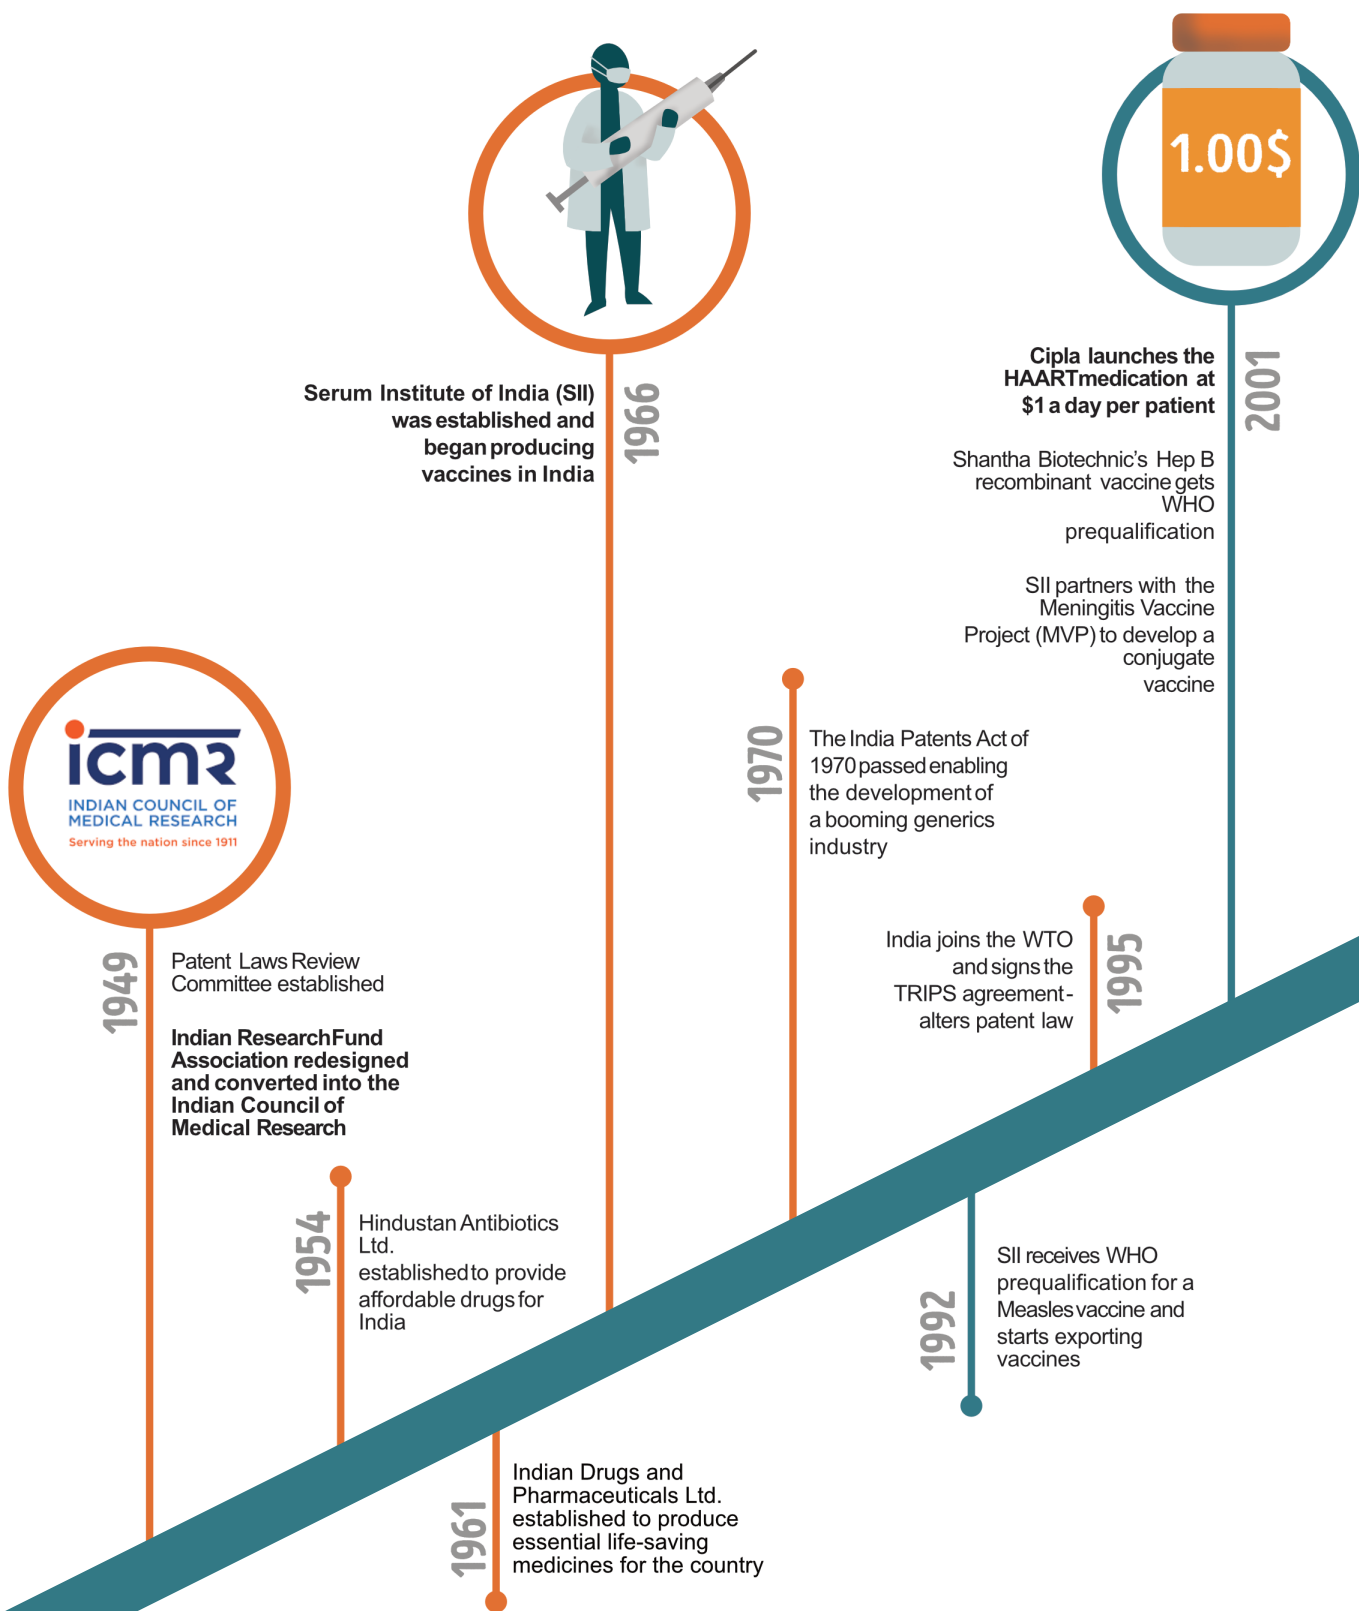 1.00$
Serum Institute of India (SII)
was established and
began producing
vaccines in India
1966
Cipla launches the
HAARTmedication at
$1 a day per patient
2001
Shantha Biotechnic’s Hep B
recombinant vaccine gets
WHO
prequalification
SII partners with the
Meningitis Vaccine
Project (MVP) to develop a
conjugate
vaccine
icmr
INDIAN COUNCIL OF
MEDICAL RESEARCH
Serving the nation since 1911
1970
The India Patents Act of
1970 passed enabling
the development of
a booming generics
industry
1949
Patent Laws Review
Committee established
Indian ResearchFund
Association redesigned
and converted into the
Indian Council of
Medical Research
India joins the WTO
and signs the
TRIPS agreement-
alters patent law
1995
1954
Hindustan Antibiotics
Ltd.
established to provide
affordable drugs for
India
1992
SII receives WHO
prequalification for a
Measles vaccine and
starts exporting
vaccines
1961
Indian Drugs and
Pharmaceuticals Ltd.
established to produce
essential life-saving
medicines for the country